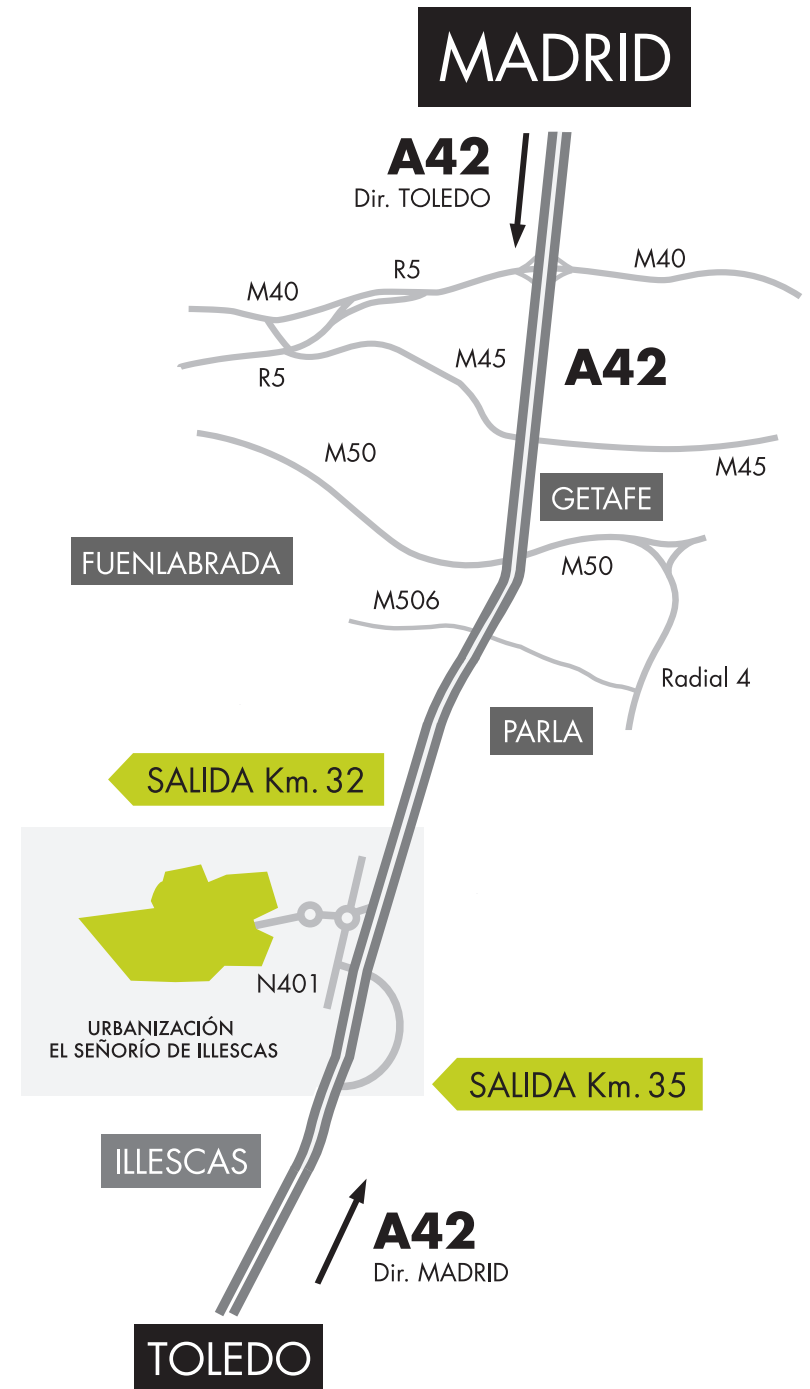 MADRID
A42
Dir. TOLEDO
M40
R5
M40
R5
M45
A42
M50
M45
GETAFE
FUENLABRADA
M50
M506
Radial 4
PARLA
SALIDA Km. 32
N401
URBANIZACIÓN
EL SEÑORÍO DE ILLESCAS
SALIDA Km. 35
ILLESCAS
A42
Dir. MADRID
TOLEDO